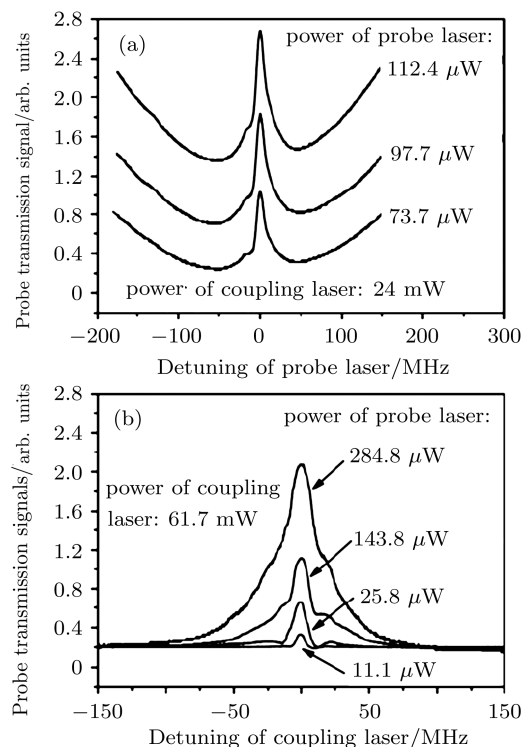 2.8
(a)
power of probe laser:
2.4
112.4 μW
2.0
1.6
97.7 μW
1.2
0.8
73.7 μW
0.4
power of coupling laser: 24 mW
0
Probe transmission signal/arb. units
−200 −100 0 100 200 300
Detuning of probe laser/MHz
2.8
(b)
power of probe laser:
2.4
284.8 μW
2.0
power of coupling
laser: 61.7 mW
1.6
143.8 μW
1.2
25.8 μW
0.8
0.4
11.1 μW
0
Probe transmission signals/arb. units
−150 −50 0 50 150
Detuning of coupling laser/MHz